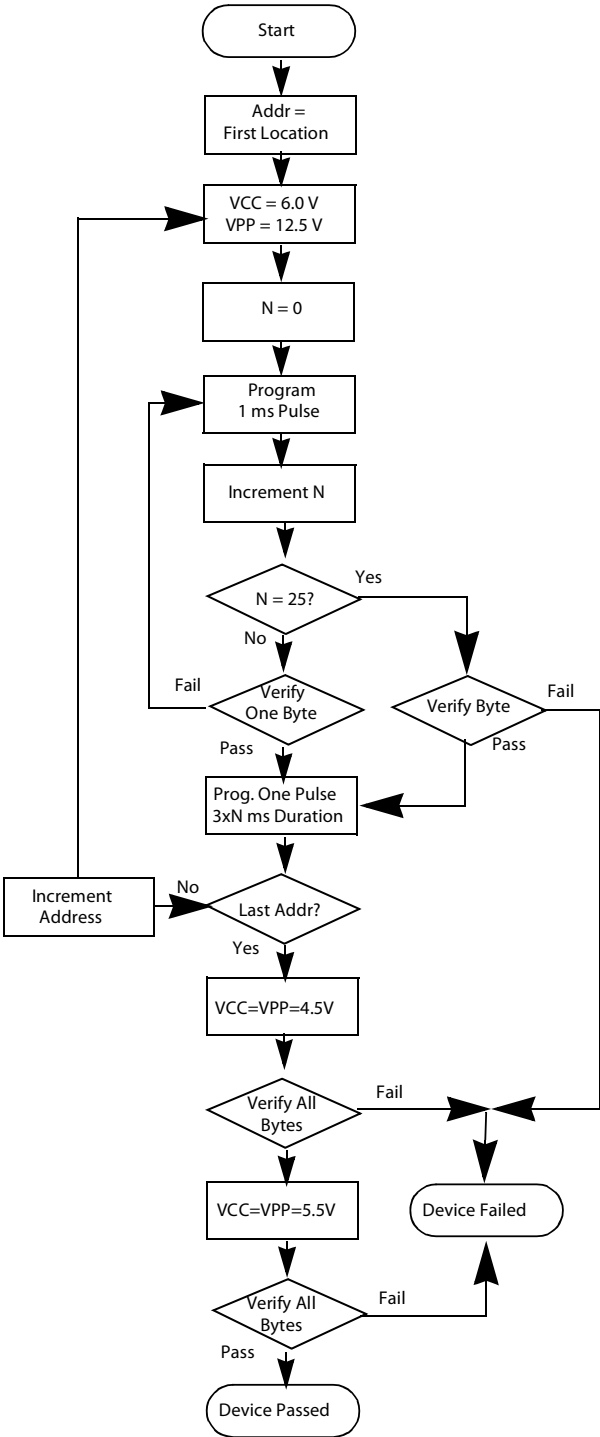 Start
Addr =
First Location
VCC = 6.0 V
VPP = 12.5 V
N = 0
Program
1 ms Pulse
Increment N
N = 25?
Yes
No
Fail
Verify
One Byte
Pass
Verify Byte
Fail
Pass
Prog. One Pulse
3xN ms Duration
Increment
Address
No
Last Addr?
Yes
VCC=VPP=4.5V
Verify All
Bytes
Fail
VCC=VPP=5.5V
Device Failed
Verify All
Bytes
Fail
Pass
Device Passed